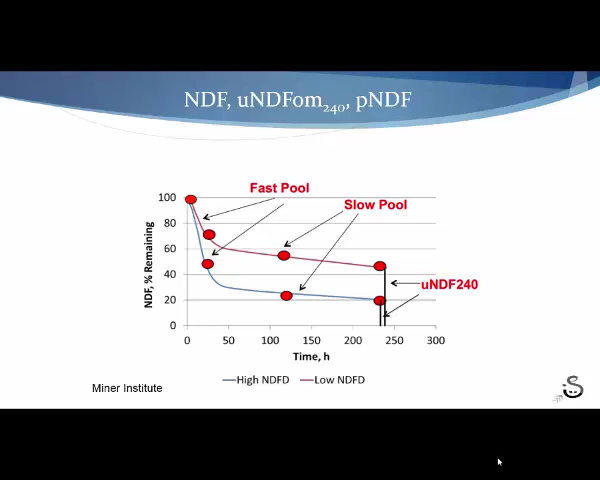 NDF, uNDFom240, pNDF
Fast Pool
Slow Pool
uNDF240
NDF, % Remaining
100
80
60
40
20
0
0 50 100 150 200 250 300
Time, h
High NDFD Low NDFD
Miner Institute
S